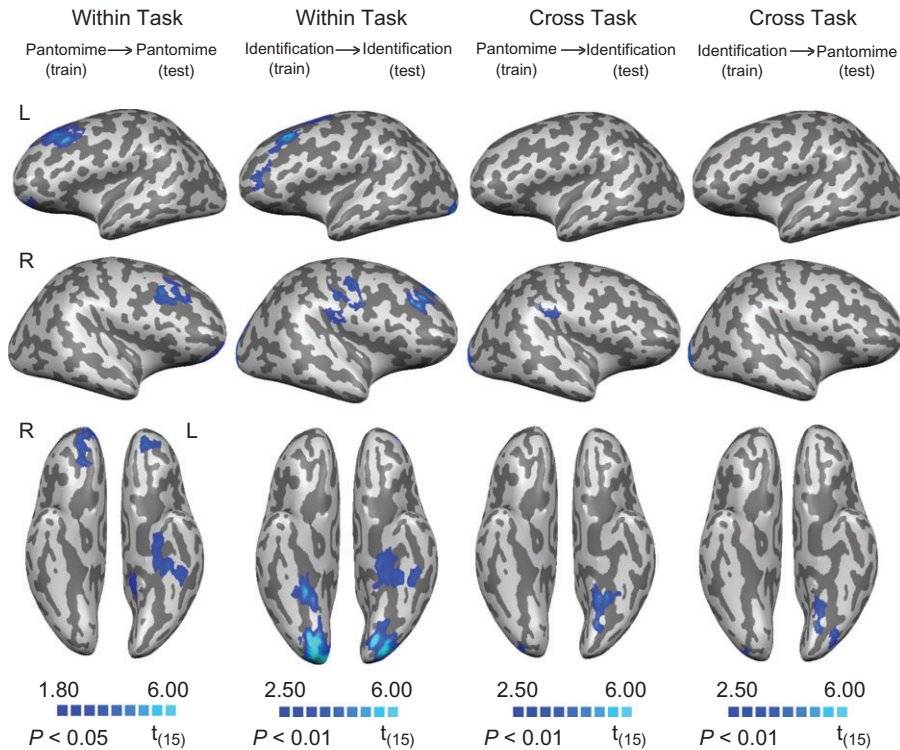 Within Task Within Task Cross Task Cross Task
Pantomime → Pantomime Identification → Identification Pantomime → Identification Identification → Pantomime
(train) (test) (train) (test) (train) (test) (train) (test)
L
R
R L
1.80 6.00 2.50 6.00 2.50 6.00 2.50 6.00
P < 0.05 t(15) P < 0.01 t(15) P < 0.01 t(15) P < 0.01 t(15)